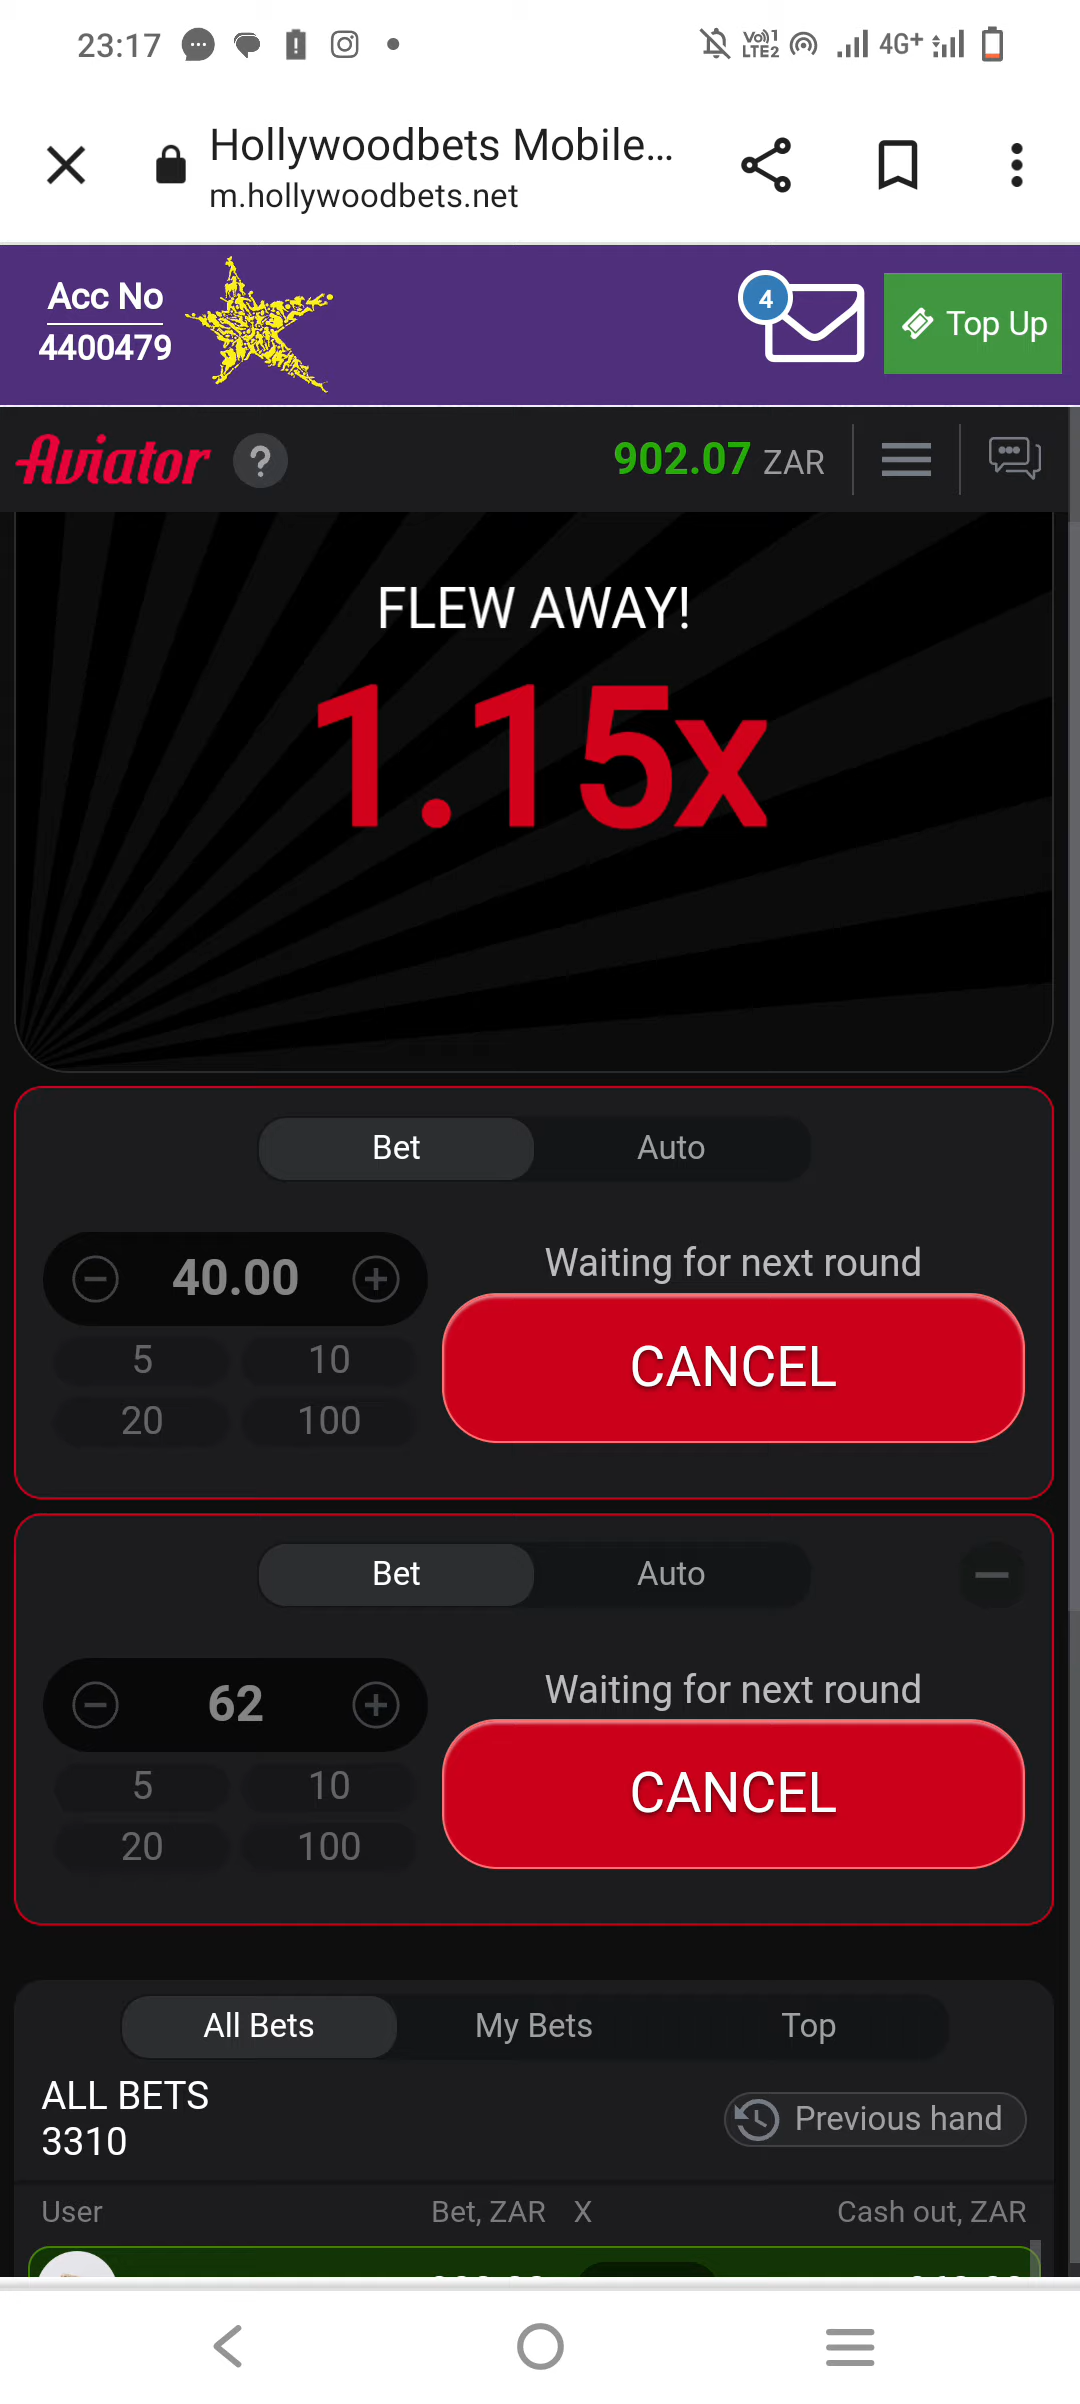 23:17
Vo))1
LTE2
4G+
Hollywoodbets Mobile...
m.hollywoodbets.net
Acc No
4400479
4
Top Up
Aviator
?
902.07 ZAR
FLEW AWAY!
1.15x
Bet Auto
Waiting for next round
40.00
CANCEL
5 10
20 100
Bet Auto
Waiting for next round
62
CANCEL
5 10
20 100
All Bets My Bets Top
ALL BETS
3310
Previous hand
User Bet, ZAR X Cash out, ZAR